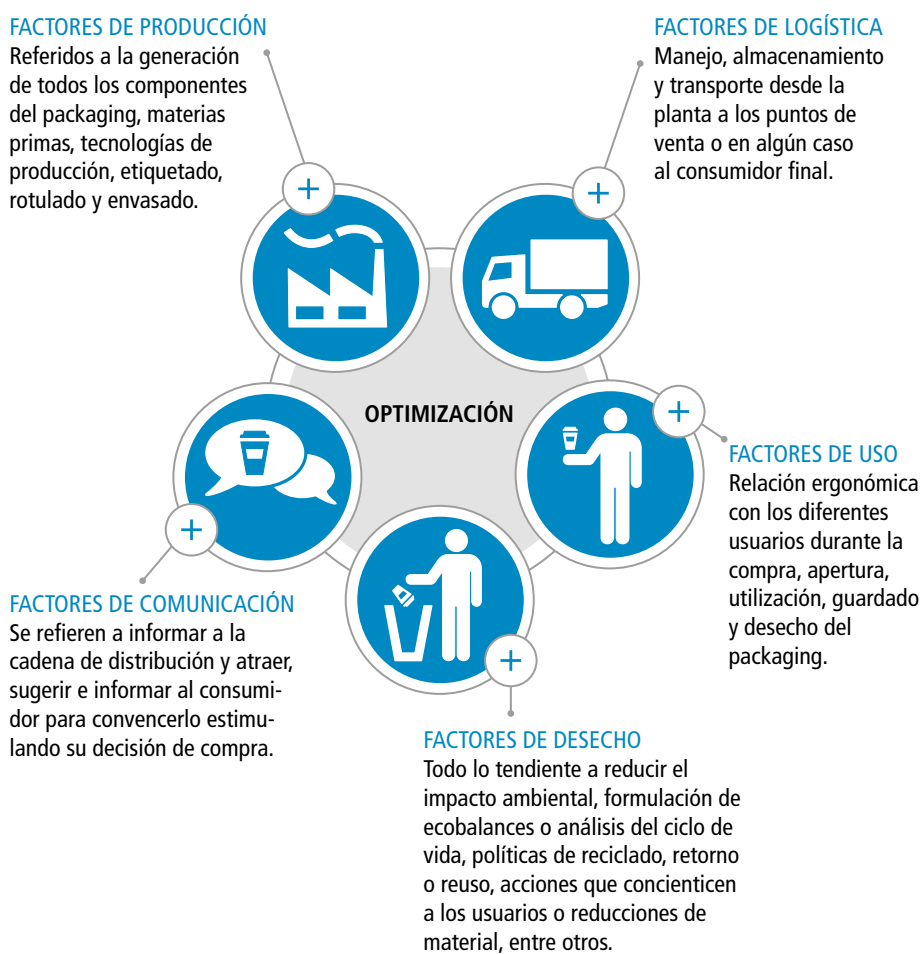 FACTORES DE PRODUCCIÓN
Referidos a la generación
de todos los componentes
del packaging, materias
primas, tecnologías de
producción, etiquetado,
rotulado y envasado.
FACTORES DE LOGÍSTICA
Manejo, almacenamiento
y transporte desde la
planta a los puntos de
venta o en algún caso
al consumidor final.
OPTIMIZACIÓN
FACTORES DE USO
Relación ergonómica
con los diferentes
usuarios durante la
compra, apertura,
utilización, guardado
y desecho del
packaging.
FACTORES DE COMUNICACIÓN
Se refieren a informar a la
cadena de distribución y atraer,
sugerir e informar al consumi-
dor para convencerlo estimu-
lando su decisión de compra.
FACTORES DE DESECHO
Todo lo tendiente a reducir el
impacto ambiental, formulación de
ecobalances o análisis del ciclo de
vida, políticas de reciclado, retorno
o reuso, acciones que concienticen
a los usuarios o reducciones de
material, entre otros.